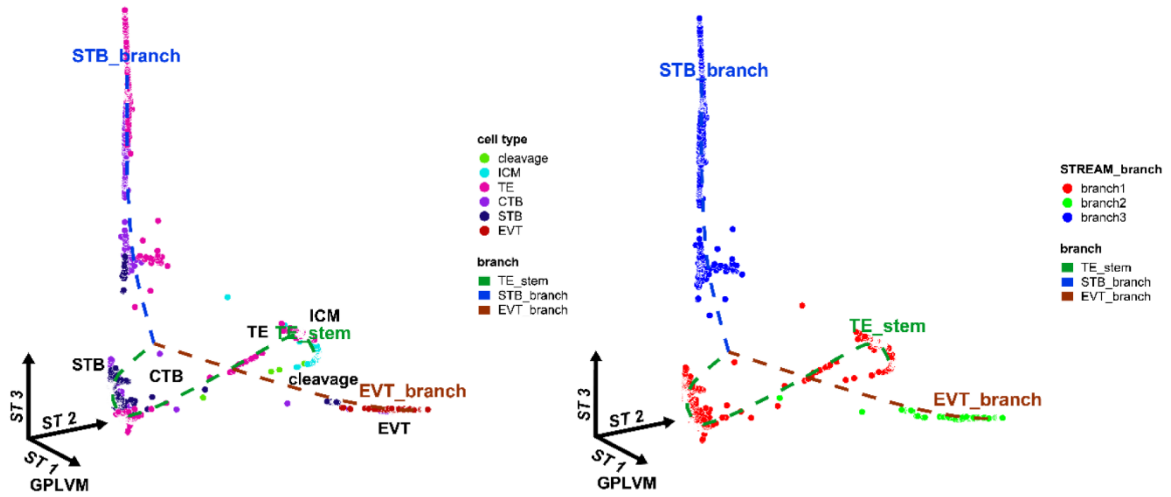 STB_branch
cell type
cleavage
ICM
TE
CTB
STB
EVT
branch
TE_stem
STB_branch
EVT_branch
ICM
TE
TE_stem
STB
CTB
cleavage
EVT_branch
EVT
ST 3
ST 2
ST 1
GPLVM
STB_branch
STREAM_branch
branch1
branch2
branch3
branch
TE_stem
STB_branch
EVT_branch
TE_stem
EVT_branch
ST 3
ST 2
ST 1
GPLVM